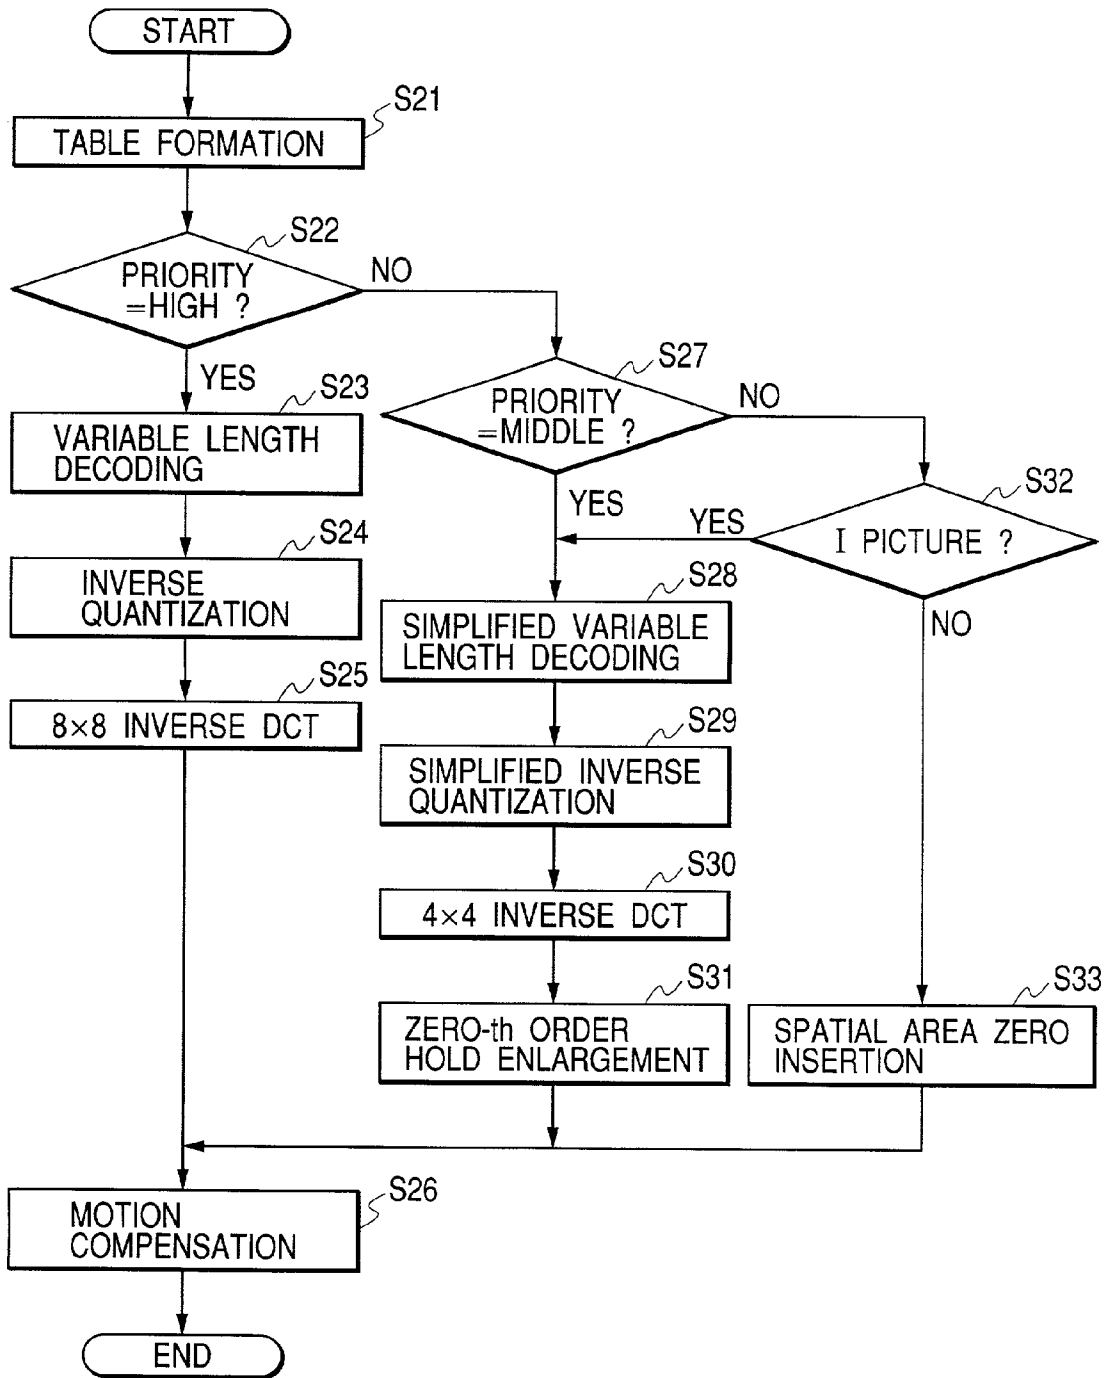 START
S21
TABLE FORMATION
S22
PRIORITY
=HIGH ?
NO
YES
S23
VARIABLE LENGTH
DECODING
S24
INVERSE
QUANTIZATION
S25
8×8 INVERSE DCT
S27
PRIORITY
=MIDDLE ?
NO
YES
S32
I PICTURE ?
YES
NO
S28
SIMPLIFIED VARIABLE
LENGTH DECODING
S29
SIMPLIFIED INVERSE
QUANTIZATION
S30
4×4 INVERSE DCT
S31
ZERO-th ORDER
HOLD ENLARGEMENT
S33
SPATIAL AREA ZERO
INSERTION
S26
MOTION
COMPENSATION
END